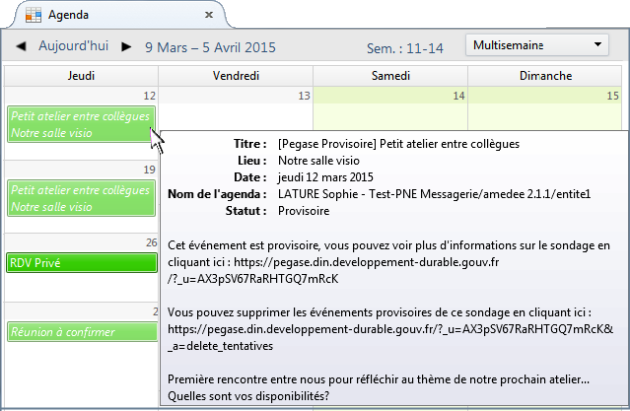 Agenda ×
◀ Aujourd'hui ▶ 9 Mars – 5 Avril 2015 Sem. : 11-14 Multisemaine
Jeudi Vendredi Samedi Dimanche
12 13 14 15
Petit atelier entre collègues
Notre salle visio
Titre : [Pegase Provisoire] Petit atelier entre collègues
Lieu : Notre salle visio
Date : jeudi 12 mars 2015
Nom de l'agenda : LATURE Sophie - Test-PNE Messagerie/amedee 2.1.1/entite1
Statut : Provisoire
Cet événement est provisoire, vous pouvez voir plus d'informations sur le sondage en
cliquant ici : https://pegase.din.developpement-durable.gouv.fr
/?_u=AX3pSV67RaRHTGQ7mRcK
Vous pouvez supprimer les événements provisoires de ce sondage en cliquant ici :
https://pegase.din.developpement-durable.gouv.fr/?_u=AX3pSV67RaRHTGQ7mRcK&
_a=delete_tentatives
Première rencontre entre nous pour réfléchir au thème de notre prochain atelier...
Quelles sont vos disponibilités?
19
Petit atelier entre collègues
Notre salle visio
26
RDV Privé
2
Réunion à confirmer